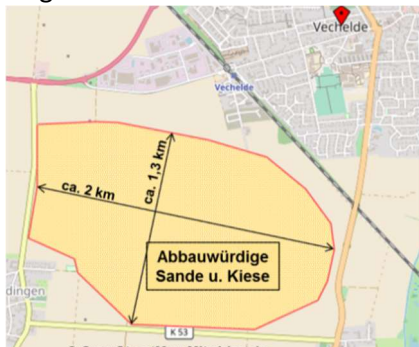 Vechelde
Vechelde
ca. 1,3 km
ca. 2 km
Abbauwürdige
Sande u. Kiese
dingen
K 53